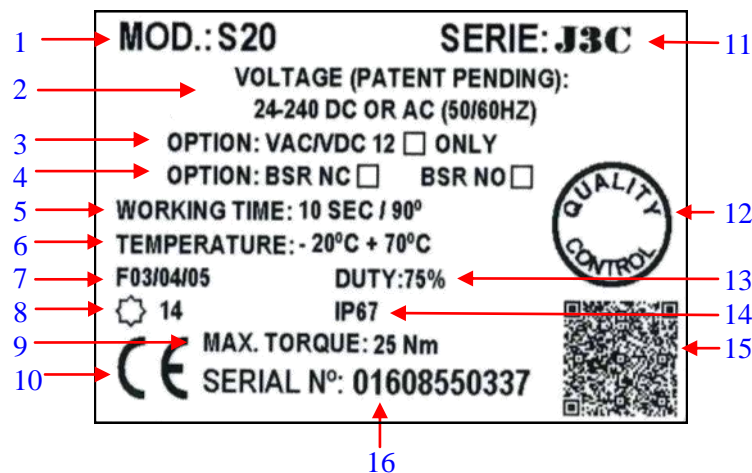 1 MOD.: S20 SERIE: J3C 11
2 VOLTAGE (PATENT PENDING):
24-240 DC OR AC (50/60HZ)
3 OPTION: VAC/VDC 12 ☐ ONLY
4 OPTION: BSR NC ☐ BSR NO ☐
QUALITY CONTROL 12
5 WORKING TIME: 10 SEC / 90º
6 TEMPERATURE: - 20ºC + 70ºC
7 F03/04/05 DUTY:75% 13
8 14 IP67 14
9 MAX. TORQUE: 25 Nm 15
10 CE SERIAL Nº: 01608550337
16